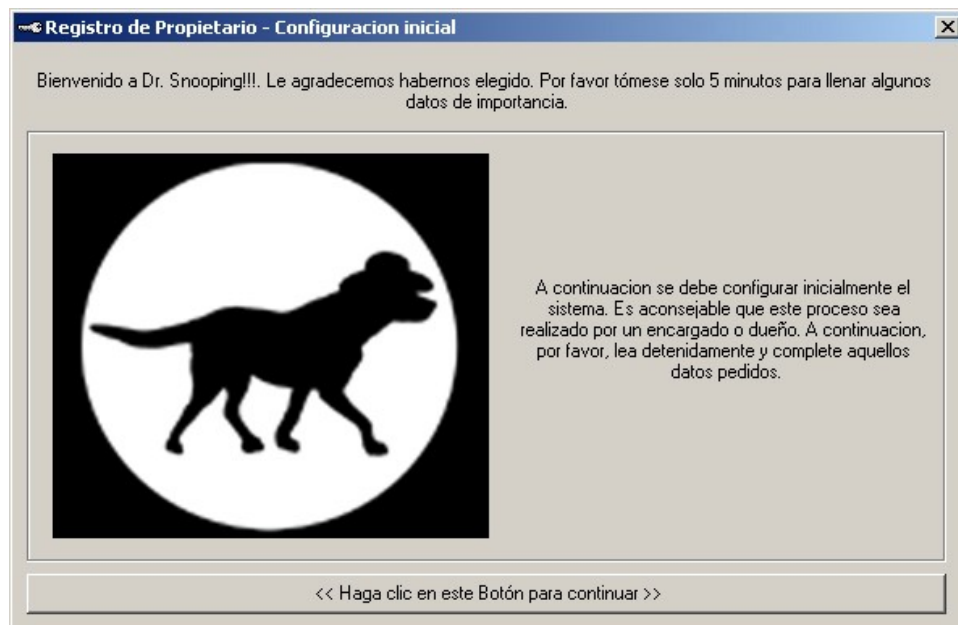 Registro de Propietario - Configuracion inicial
Bienvenido a Dr. Snooping!!!. Le agradecemos habernos elegido. Por favor tómese solo 5 minutos para llenar algunos
datos de importancia.
A continuacion se debe configurar inicialmente el
sistema. Es aconsejable que este proceso sea
realizado por un encargado o dueño. A continuacion,
por favor, lea detenidamente y complete aquellos
datos pedidos.
<< Haga clic en este Botón para continuar >>